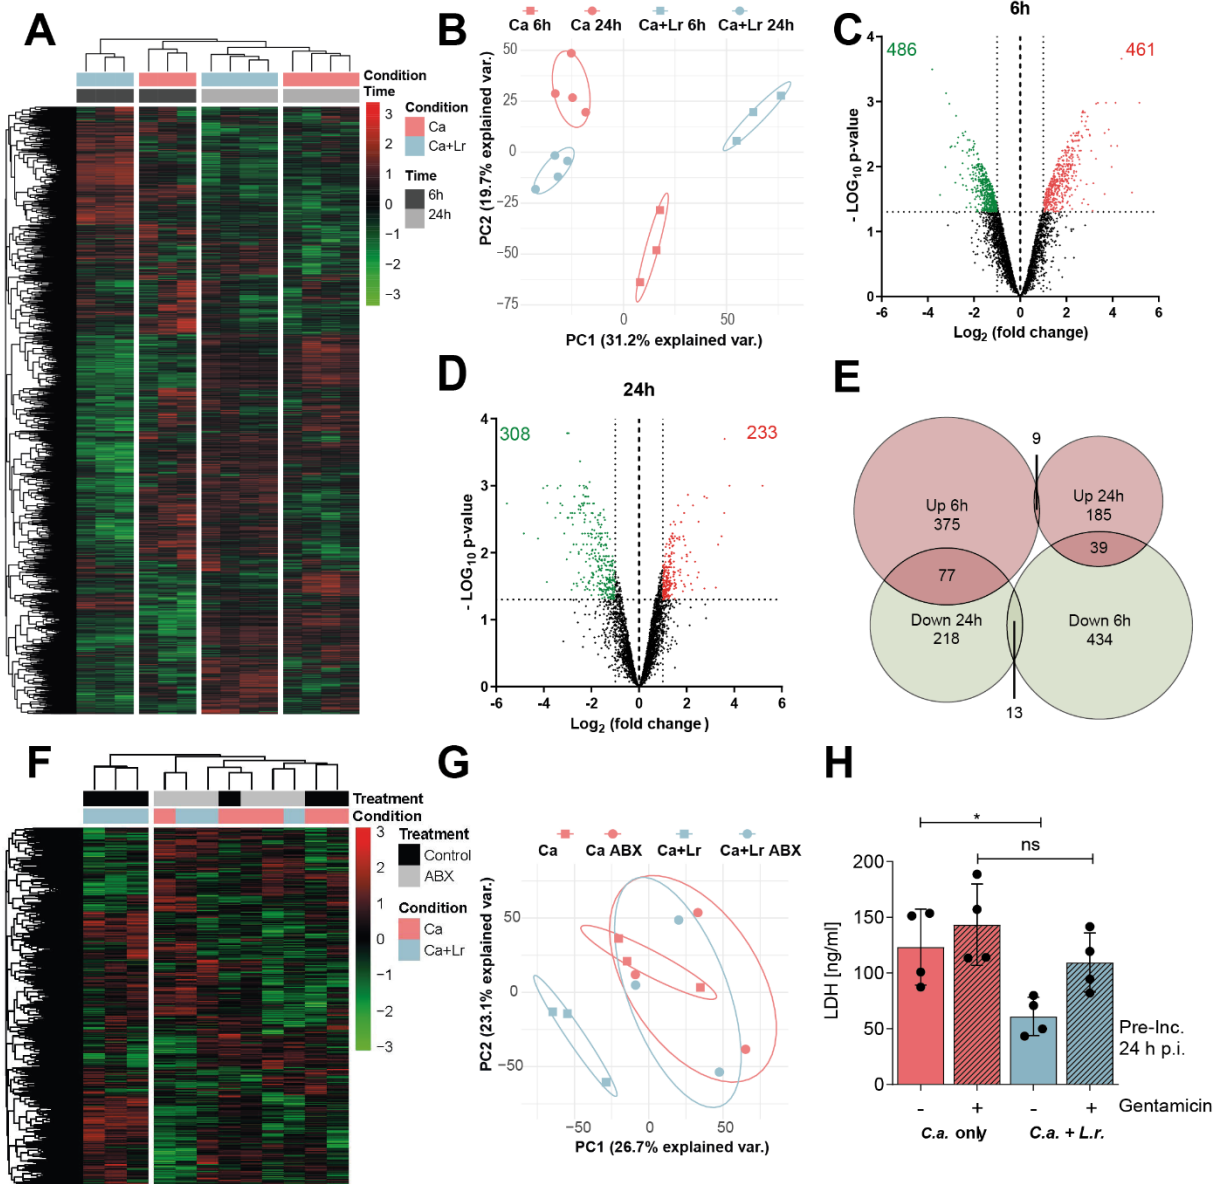 A
Condition
Time
3
2
1
0
−1
−2
−3
Condition
Ca
Ca+Lr
Time
6h
24h
B
Ca 6h
Ca 24h
Ca+Lr 6h
Ca+Lr 24h
50
25
0
−25
−50
−75
PC2 (19.7% explained var.)
0
50
PC1 (31.2% explained var.)
C
6h
486
461
4
3
2
1
0
- LOG10 p-value
-6
-4
-2
0
2
4
6
Log2 (fold change)
D
24h
308
233
4
3
2
1
0
- LOG10 p-value
-6
-4
-2
0
2
4
6
Log2 (fold change)
E
9
Up 6h
375
Up 24h
185
39
77
Down 24h
218
Down 6h
434
13
F
Treatment
Condition
3
2
1
0
−1
−2
−3
Treatment
Control
ABX
Condition
Ca
Ca+Lr
G
Ca
Ca ABX
Ca+Lr
Ca+Lr ABX
50
0
−50
PC2 (23.1% explained var.)
−50
0
50
PC1 (26.7% explained var.)
H
*
ns
200
150
100
50
0
LDH [ng/ml]
Pre-Inc.
24 h p.i.
- + - + Gentamicin
C.a. only
C.a. + L.r.